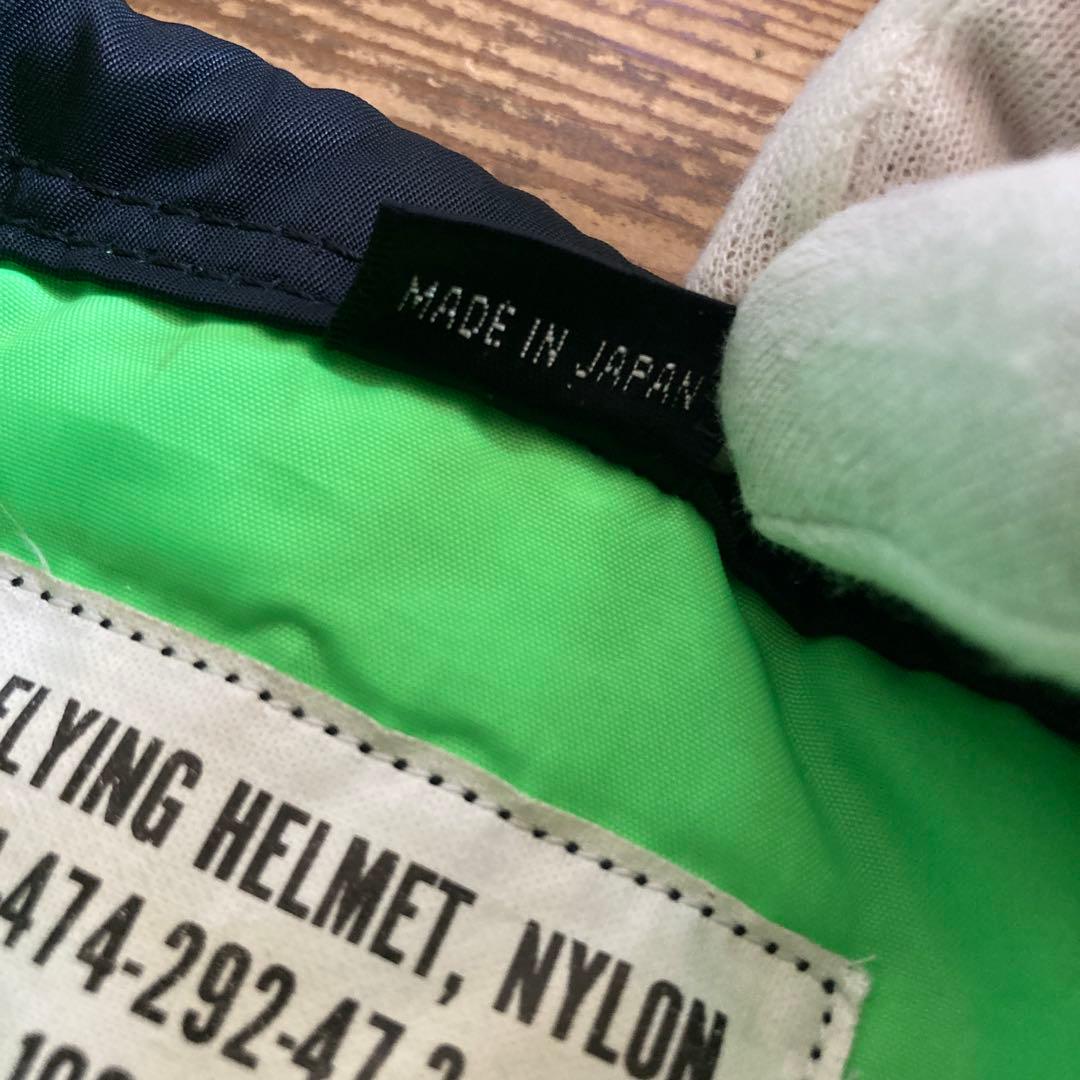 MADE IN JAPAN
FLYING HELMET, NYLON
474-292-47